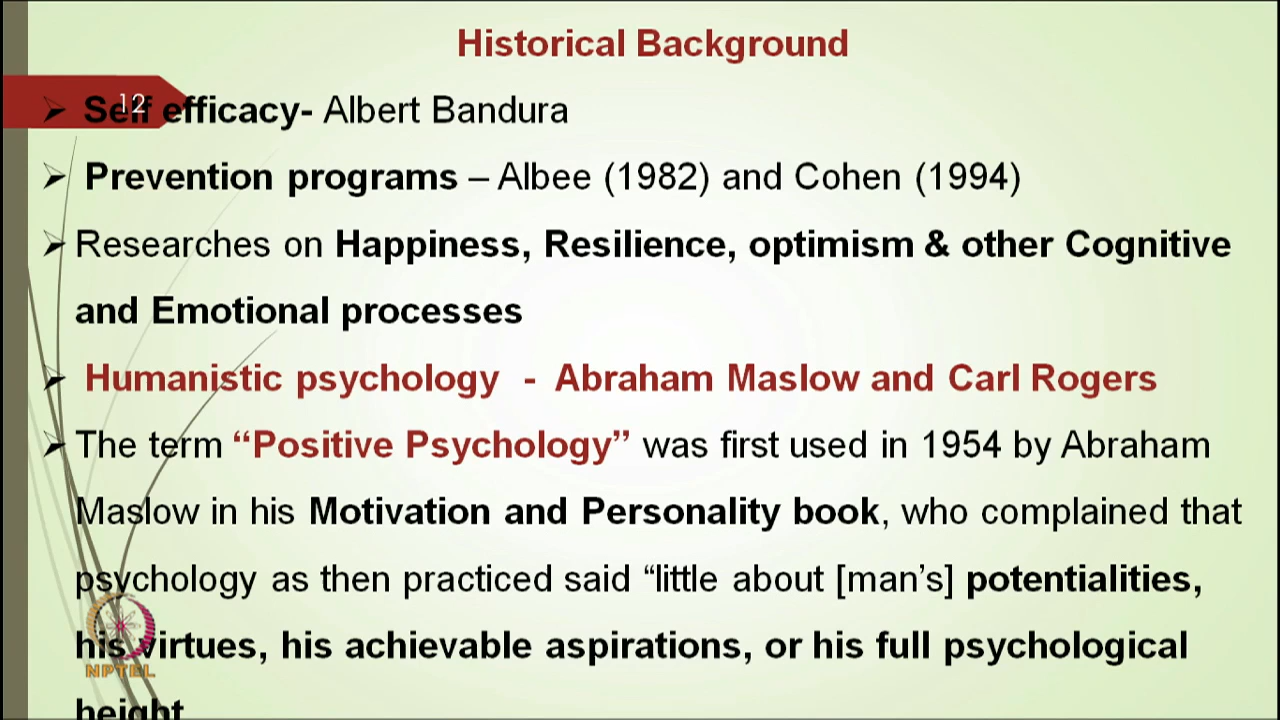 Historical Background
12
➢ Self efficacy- Albert Bandura
➢ Prevention programs – Albee (1982) and Cohen (1994)
➢ Researches on Happiness, Resilience, optimism & other Cognitive
and Emotional processes
➢ Humanistic psychology - Abraham Maslow and Carl Rogers
➢ The term “Positive Psychology” was first used in 1954 by Abraham
Maslow in his Motivation and Personality book, who complained that
psychology as then practiced said “little about [man’s] potentialities,
his virtues, his achievable aspirations, or his full psychological
height
NPTEL